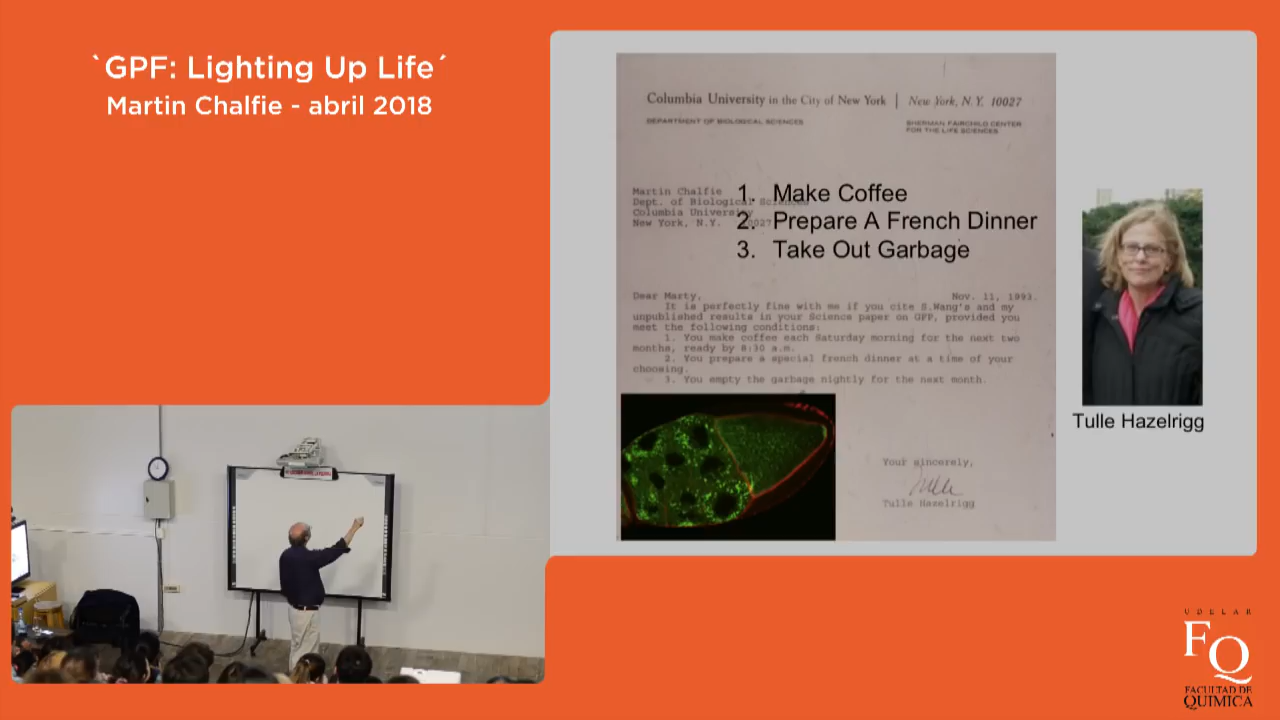 `GPF: Lighting Up Life´
Martin Chalfie - abril 2018
Columbia University in the City of New York | New York, N.Y. 10027
DEPARTMENT OF BIOLOGICAL SCIENCES
SHERMAN FAIRCHILD CENTER
FOR THE LIFE SCIENCES
Martin Chalfie
Dept. of Biological Sciences
Columbia University
New York, N.Y. 10027
1. Make Coffee
2. Prepare A French Dinner
3. Take Out Garbage
Dear Marty,
Nov. 11, 1993.
It is perfectly fine with me if you cite S.Wang's and my
unpublished results in your Science paper on GFP, provided you
meet the following conditions:
1. You make coffee each Saturday morning for the next two
months, ready by 8:30 a.m.
2. You prepare a special french dinner at a time of your
choosing.
3. You empty the garbage nightly for the next month.
Your sincerely,
Tulle
Tulle Hazelrigg
Tulle Hazelrigg
UDELAR
FQ
FACULTAD DE
QUIMICA